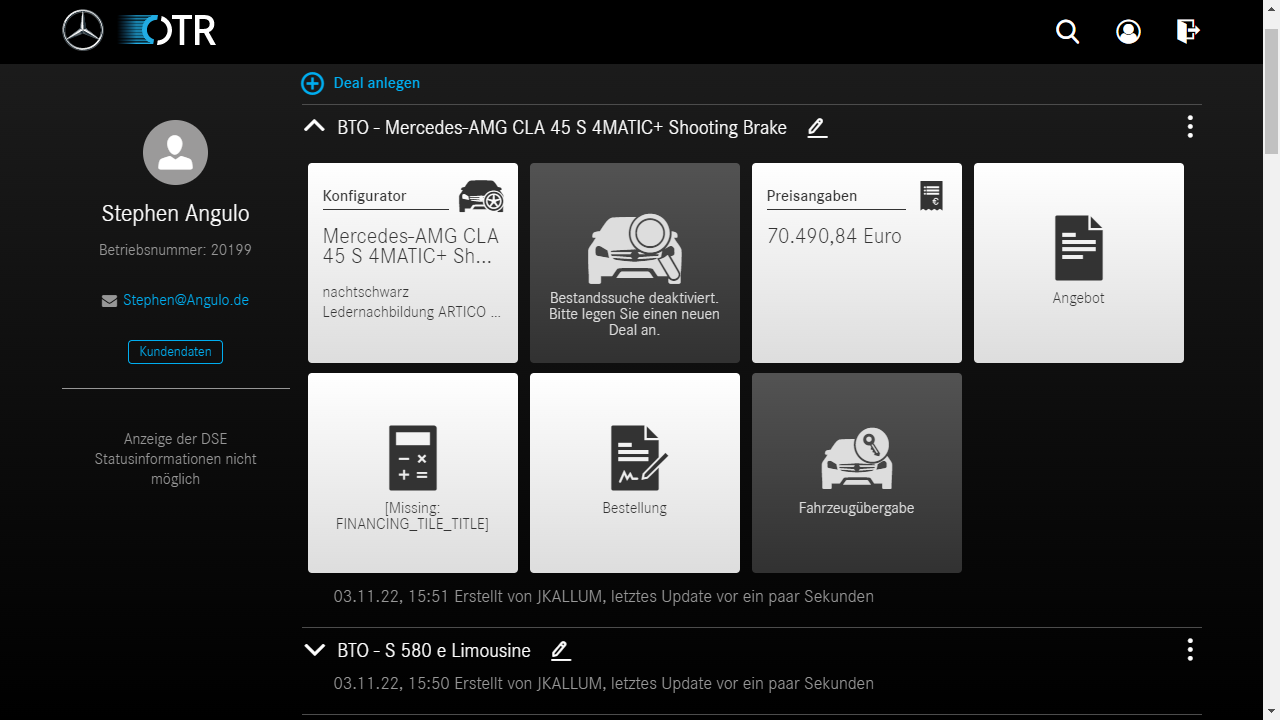 OTR
Deal anlegen
BTO - Mercedes-AMG CLA 45 S 4MATIC+ Shooting Brake
Stephen Angulo
Betriebsnummer: 20199
Stephen@Angulo.de
Kundendaten
Anzeige der DSE
Statusinformationen nicht
möglich
Konfigurator
Mercedes-AMG CLA
45 S 4MATIC+ Sh...
nachtschwarz
Ledernachbildung ARTICO ...
Bestandssuche deaktiviert.
Bitte legen Sie einen neuen
Deal an.
Preisangaben
€
70.490,84 Euro
Angebot
[Missing:
FINANCING_TILE_TITLE]
Bestellung
Fahrzeugübergabe
03.11.22, 15:51 Erstellt von JKALLUM, letztes Update vor ein paar Sekunden
BTO - S 580 e Limousine
03.11.22, 15:50 Erstellt von JKALLUM, letztes Update vor ein paar Sekunden